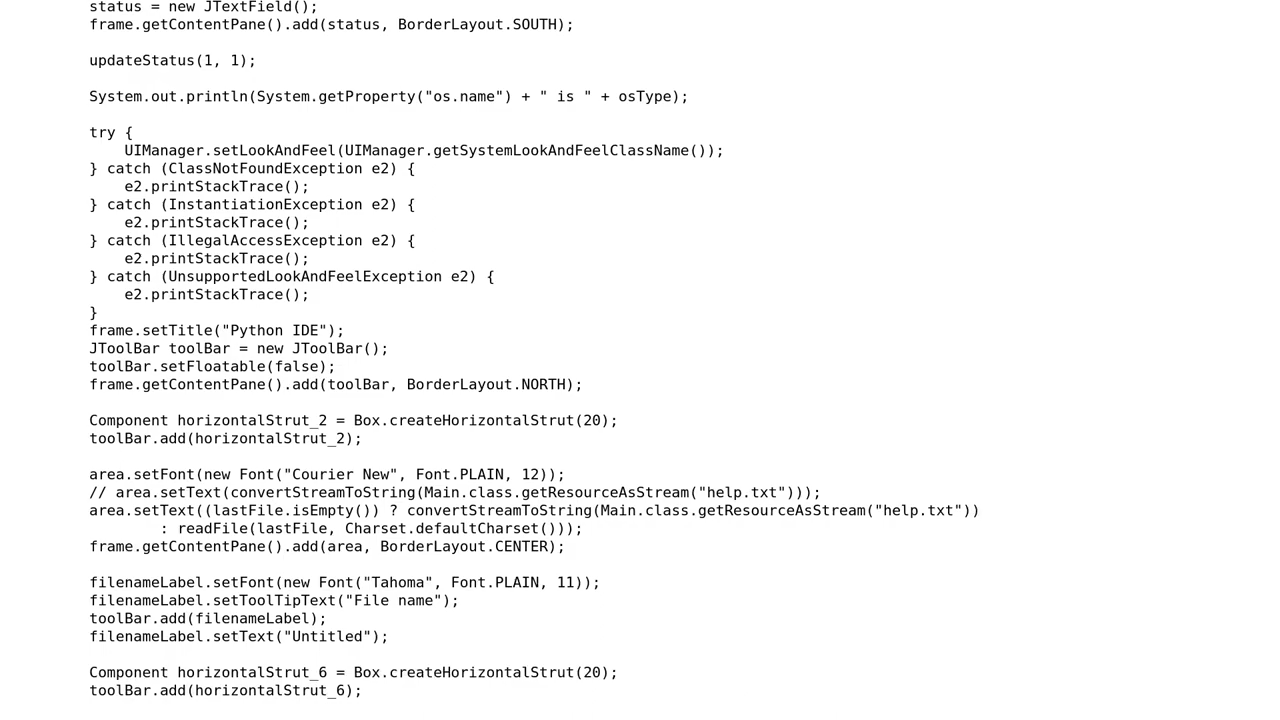 status = new JTextField();
frame.getContentPane().add(status, BorderLayout.SOUTH);

updateStatus(1, 1);

System.out.println(System.getProperty("os.name") + " is " + osType);

try {
    UIManager.setLookAndFeel(UIManager.getSystemLookAndFeelClassName());
} catch (ClassNotFoundException e2) {
    e2.printStackTrace();
} catch (InstantiationException e2) {
    e2.printStackTrace();
} catch (IllegalAccessException e2) {
    e2.printStackTrace();
} catch (UnsupportedLookAndFeelException e2) {
    e2.printStackTrace();
}
frame.setTitle("Python IDE");
JToolBar toolBar = new JToolBar();
toolBar.setFloatable(false);
frame.getContentPane().add(toolBar, BorderLayout.NORTH);

Component horizontalStrut_2 = Box.createHorizontalStrut(20);
toolBar.add(horizontalStrut_2);

area.setFont(new Font("Courier New", Font.PLAIN, 12));
// area.setText(convertStreamToString(Main.class.getResourceAsStream("help.txt")));
area.setText((lastFile.isEmpty()) ? convertStreamToString(Main.class.getResourceAsStream("help.txt"))
        : readFile(lastFile, Charset.defaultCharset()));
frame.getContentPane().add(area, BorderLayout.CENTER);

filenameLabel.setFont(new Font("Tahoma", Font.PLAIN, 11));
filenameLabel.setToolTipText("File name");
toolBar.add(filenameLabel);
filenameLabel.setText("Untitled");

Component horizontalStrut_6 = Box.createHorizontalStrut(20);
toolBar.add(horizontalStrut_6);